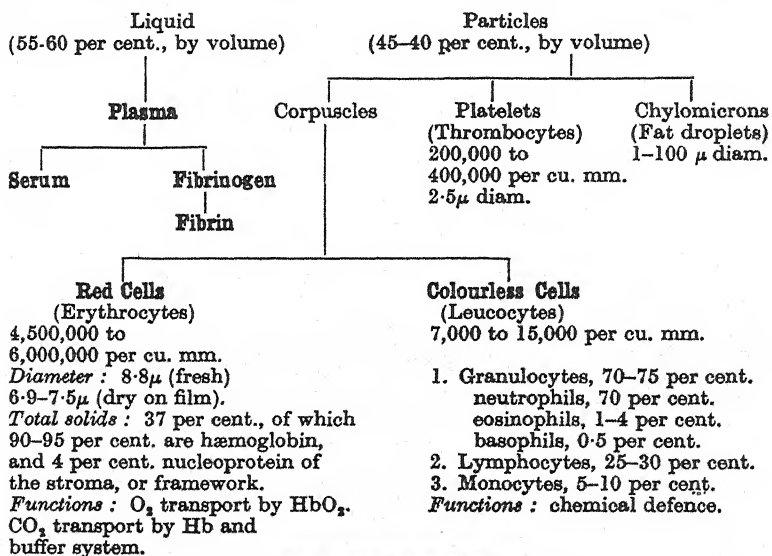 Liquid
(55-60 per cent., by volume)
Particles
(45–40 per cent., by volume)
Plasma
Corpuscles
Platelets
(Thrombocytes)
200,000 to
400,000 per cu. mm.
2·5μ diam.
Chylomicrons
(Fat droplets)
1–100 μ diam.
Serum
Fibrinogen
Fibrin
Red Cells
(Erythrocytes)
4,500,000 to
6,000,000 per cu. mm.
Diameter : 8·8μ (fresh)
6·9–7·5μ (dry on film).
Total solids : 37 per cent., of which
90–95 per cent. are hæmoglobin,
and 4 per cent. nucleoprotein of
the stroma, or framework.
Functions : O₂ transport by HbO₂.
CO₂ transport by Hb and
buffer system.
Colourless Cells
(Leucocytes)
7,000 to 15,000 per cu. mm.
1. Granulocytes, 70–75 per cent.
neutrophils, 70 per cent.
eosinophils, 1–4 per cent.
basophils, 0·5 per cent.
2. Lymphocytes, 25–30 per cent.
3. Monocytes, 5–10 per cent.
Functions : chemical defence.